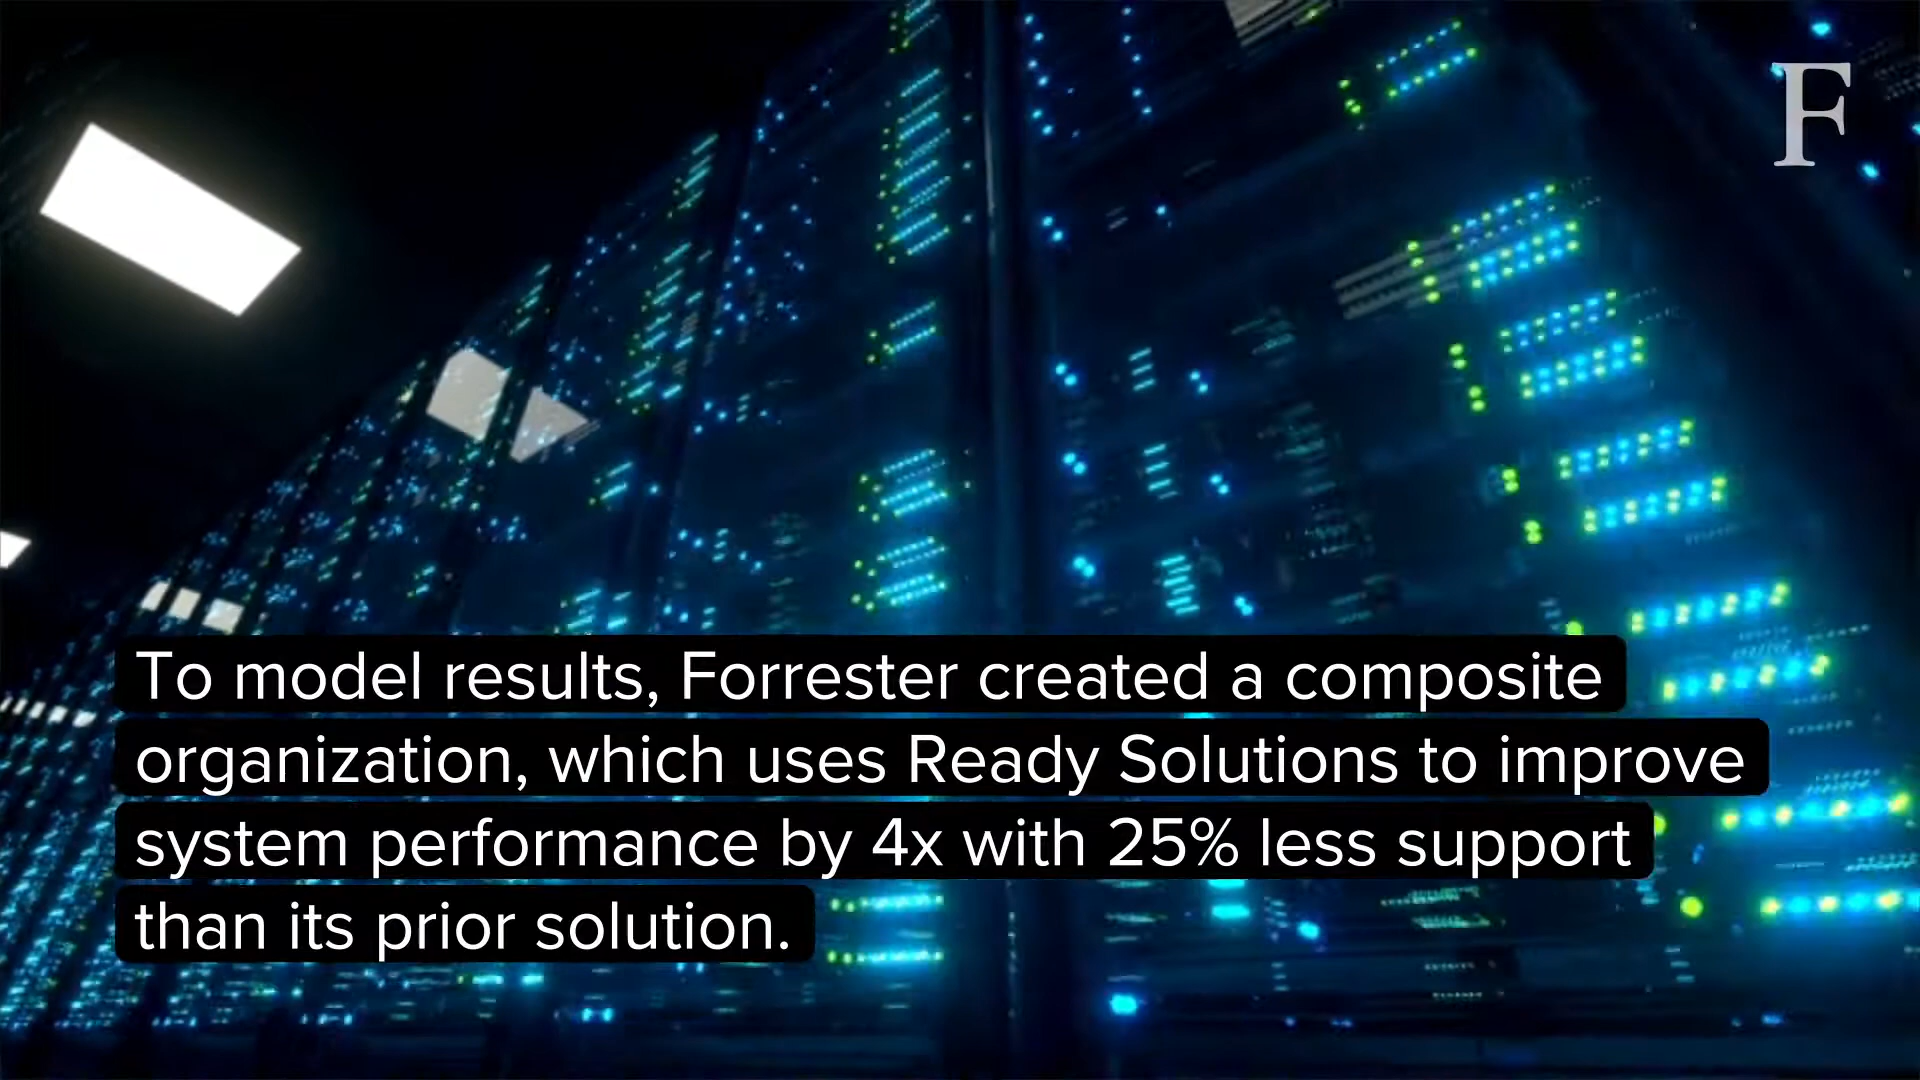 F
To model results, Forrester created a composite
organization, which uses Ready Solutions to improve
system performance by 4x with 25% less support
than its prior solution.